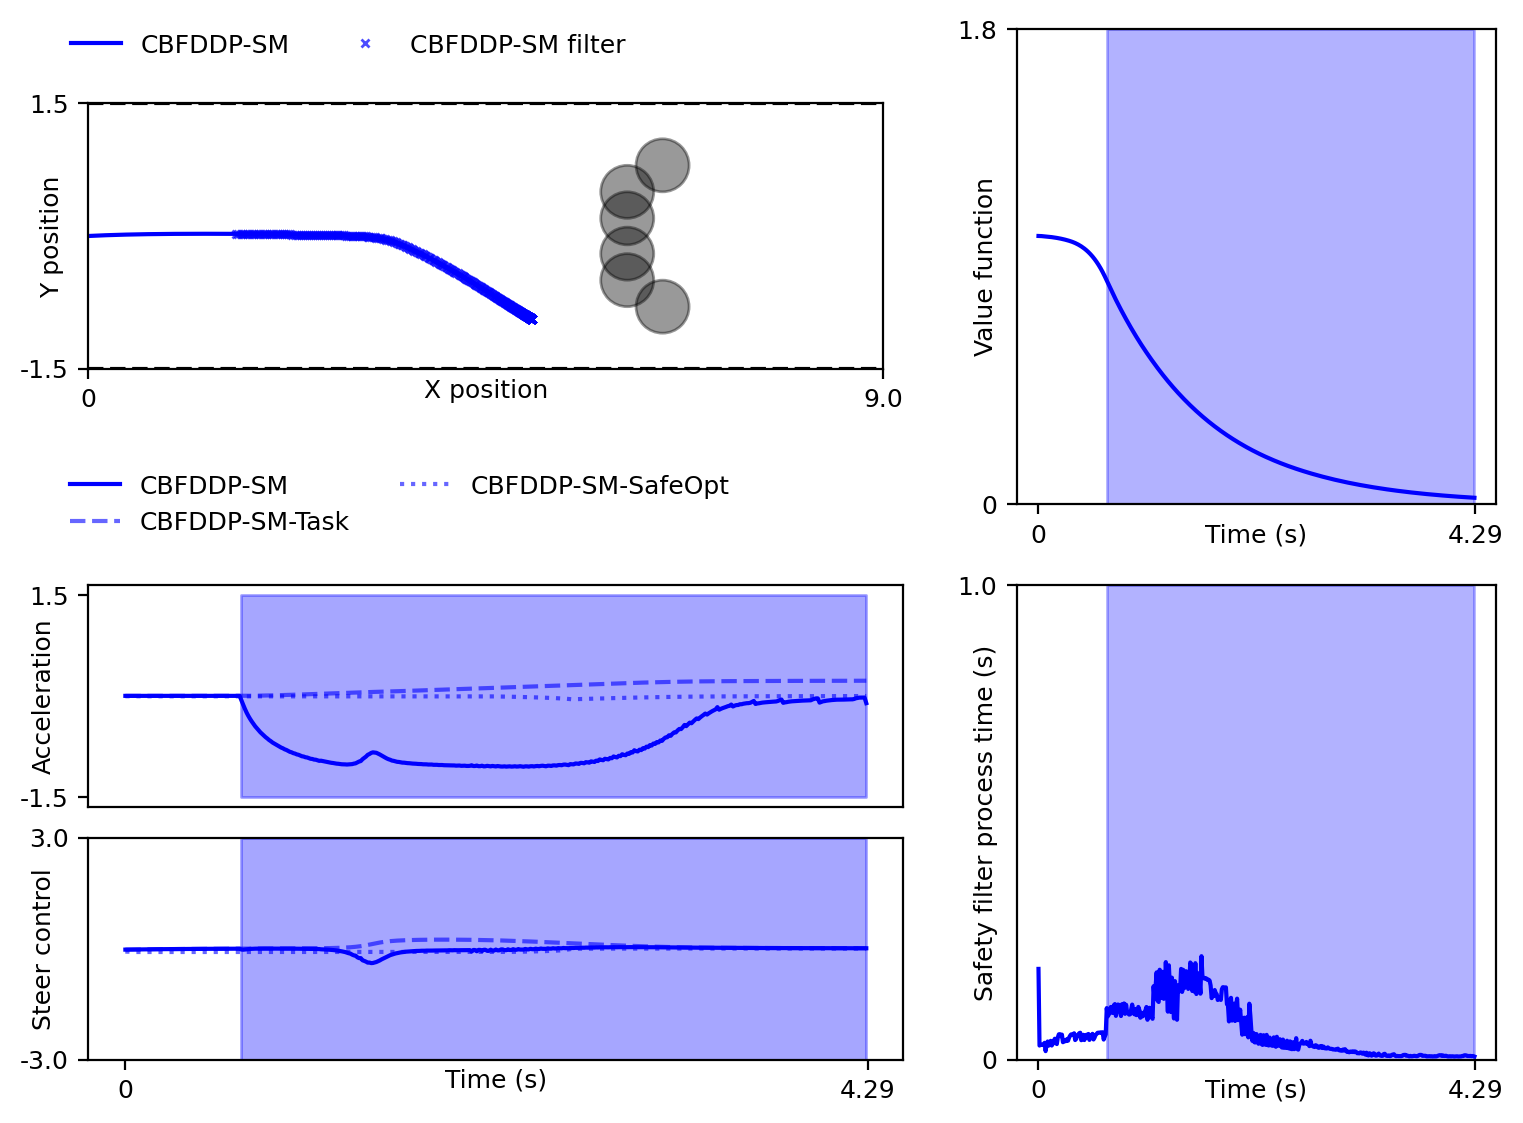 CBFDDP-SM
CBFDDP-SM filter
1.5
Y position
-1.5
0
X position
9.0
1.8
Value function
0
0
Time (s)
4.29
CBFDDP-SM
CBFDDP-SM-SafeOpt
CBFDDP-SM-Task
1.5
Acceleration
-1.5
3.0
Steer control
-3.0
0
Time (s)
4.29
1.0
Safety filter process time (s)
0
0
Time (s)
4.29